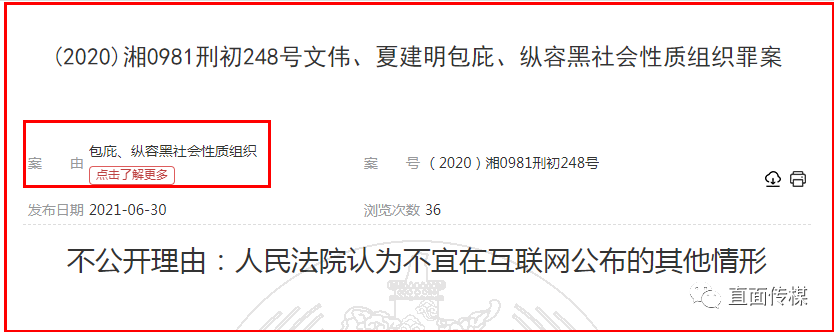 (2020)湘0981刑初248号文伟、夏建明包庇、纵容黑社会性质组织罪案
案 由 包庇、纵容黑社会性质组织
点击了解更多
案 号 （2020）湘0981刑初248号
发布日期 2021-06-30 浏览次数 36
不公开理由：人民法院认为不宜在互联网公布的其他情形
直面传媒